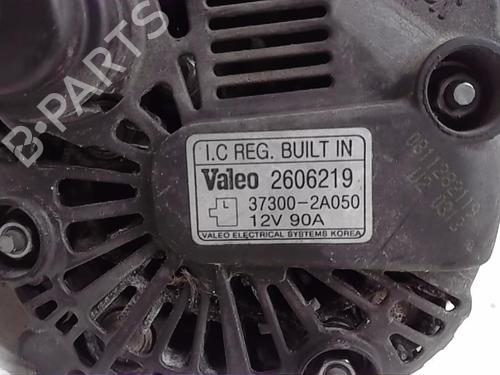 B-PARTS
I.C REG. BUILT IN
Valeo 2606219
37300-2A050
12V 90A
VALEO ELECTRICAL SYSTEMS KOREA